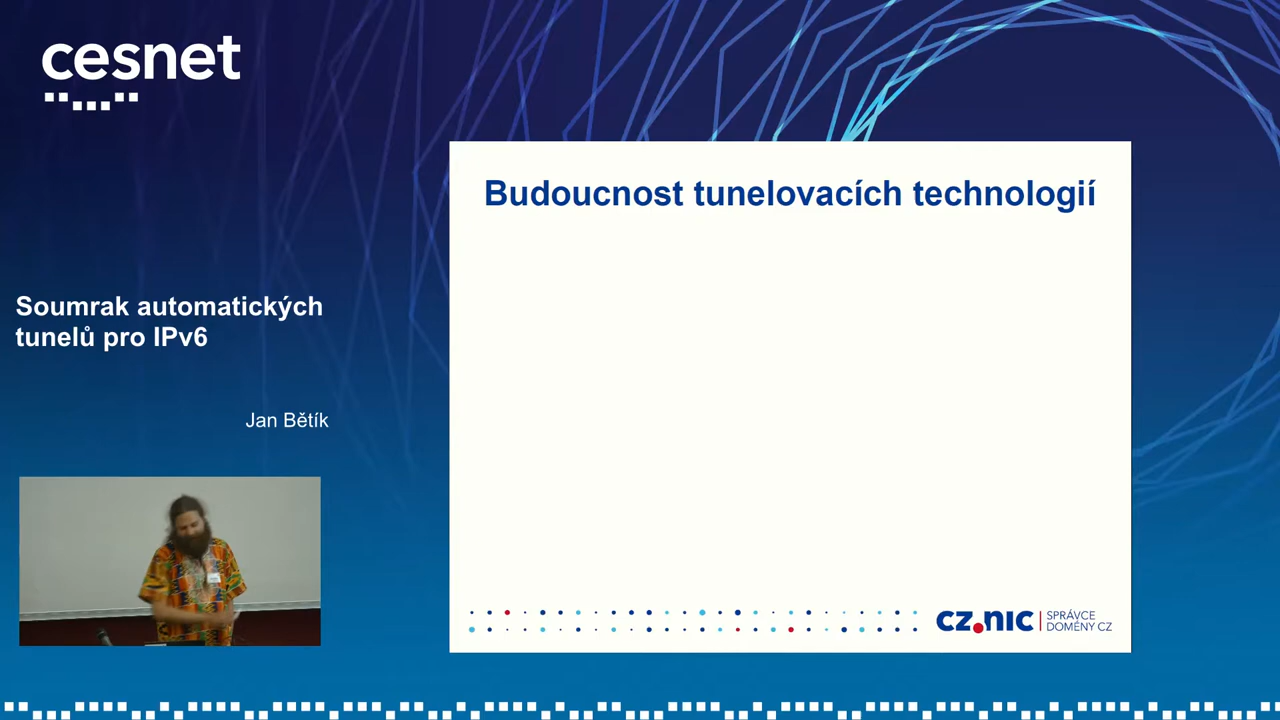 cesnet
Budoucnost tunelovacích technologií
Soumrak automatických
tunelů pro IPv6
Jan Bětík
CZ.NIC
SPRÁVCE
DOMÉNY CZ